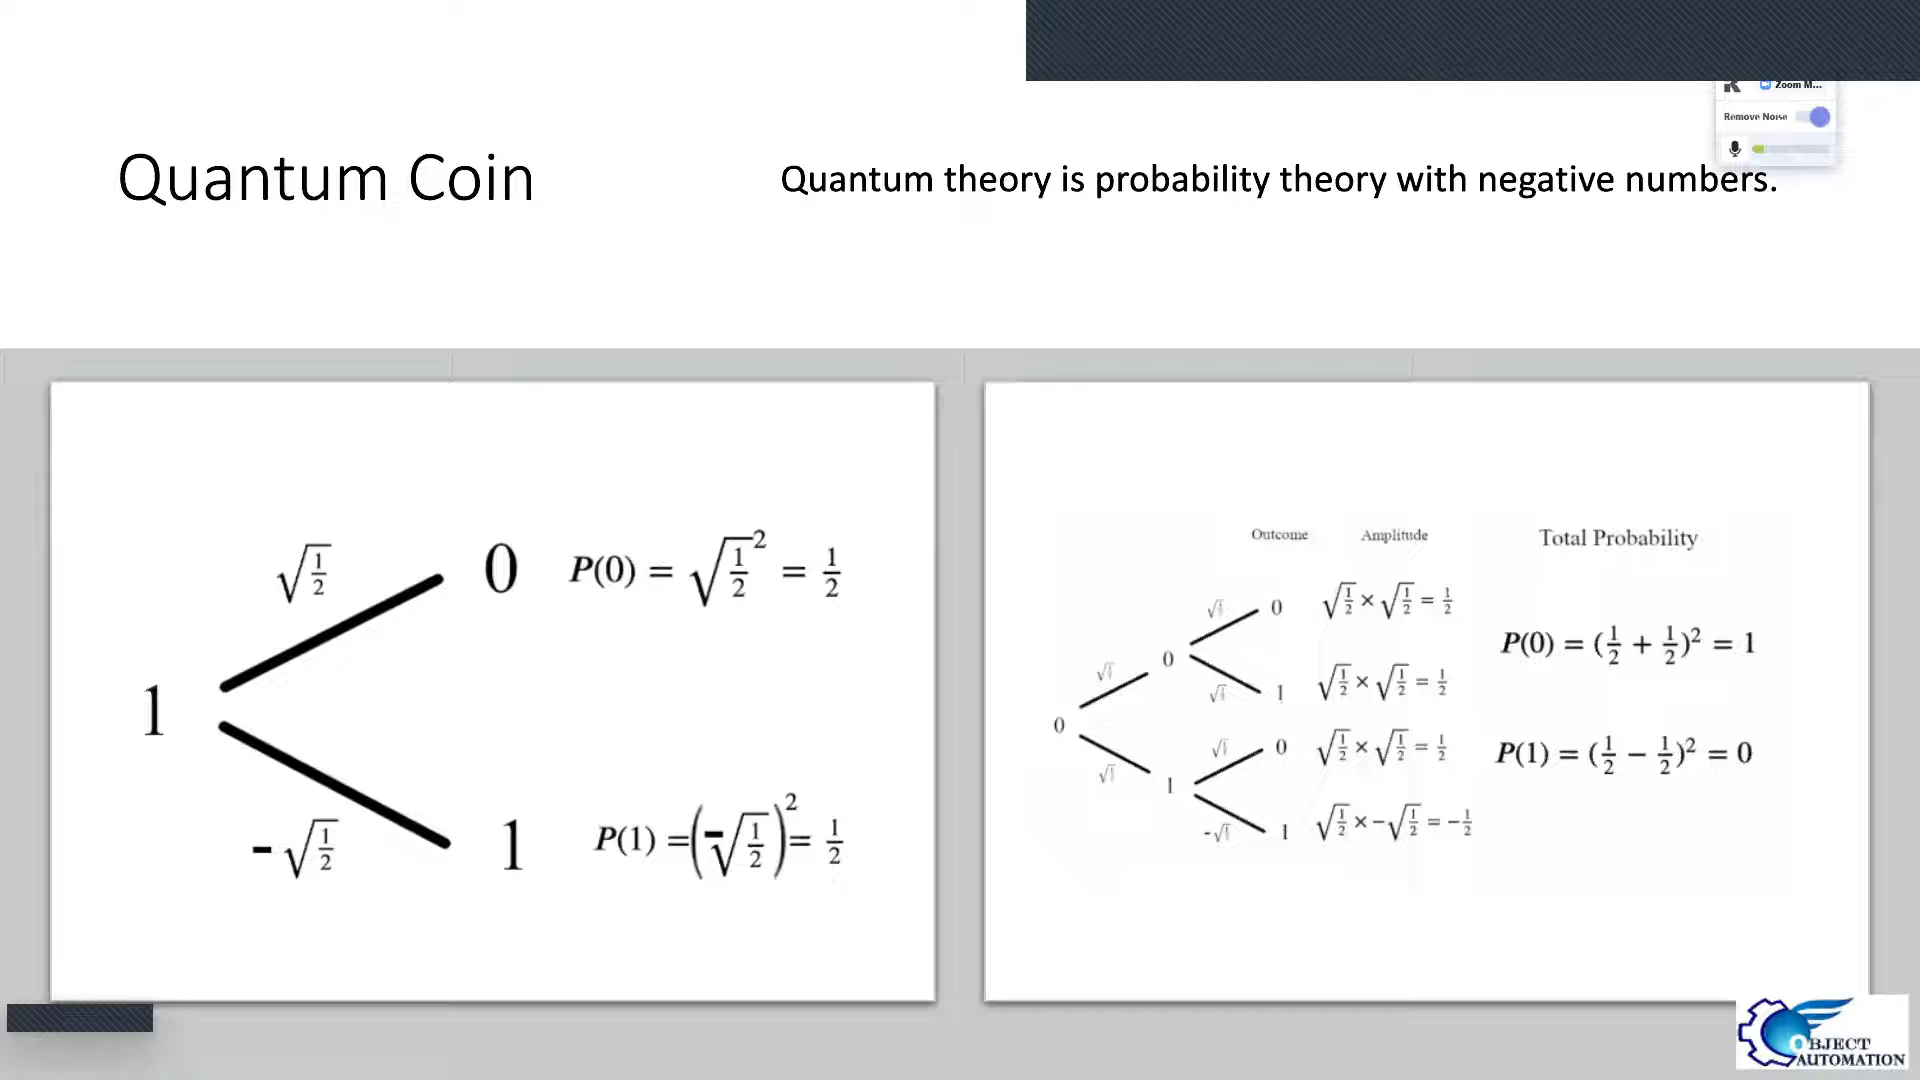 Zoom M...
Remove Noise
Quantum Coin
Quantum theory is probability theory with negative numbers.
√(1/2)
0
P(0) = √(1/2)² = 1/2
1
-√(1/2)
1
P(1) = (-√(1/2))² = 1/2
Outcome Amplitude Total Probability
0 √(1/2) × √(1/2) = 1/2
P(0) = (1/2 + 1/2)² = 1
0
1 √(1/2) × √(1/2) = 1/2
0
0 √(1/2) × √(1/2) = 1/2
P(1) = (1/2 − 1/2)² = 0
1
1 √(1/2) × −√(1/2) = −1/2
OBJECT
AUTOMATION